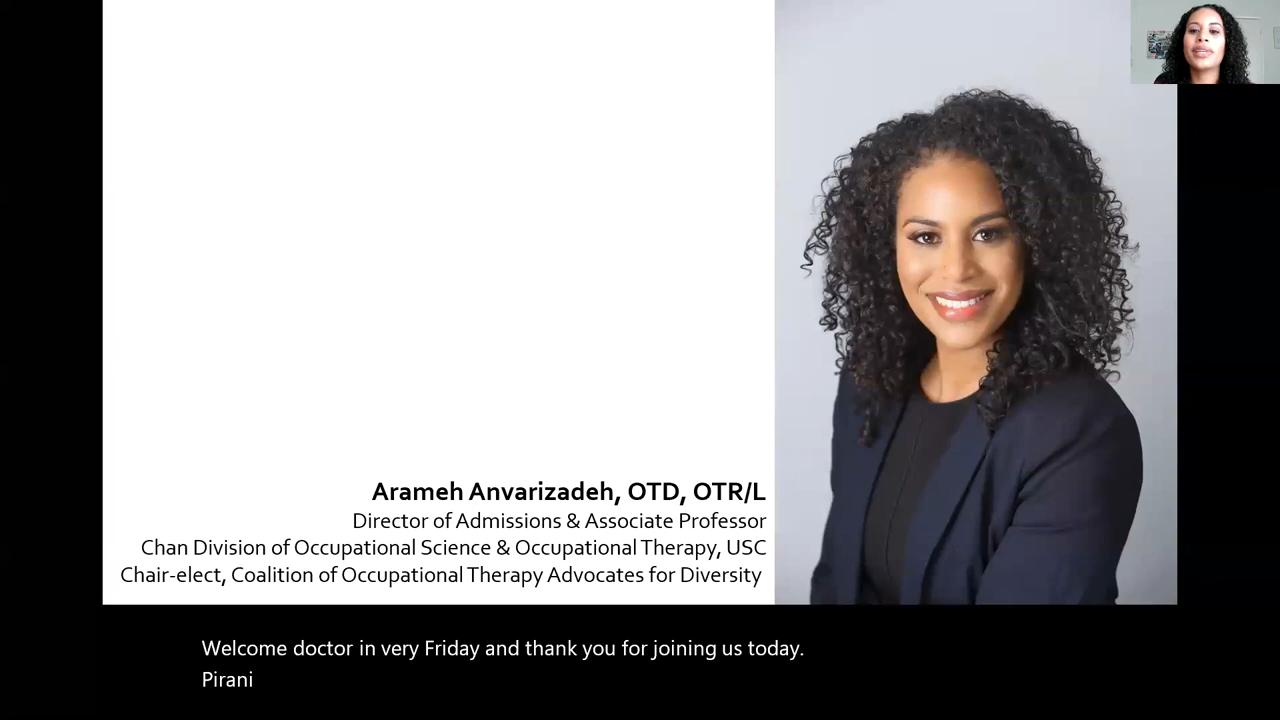 Arameh Anvarizadeh, OTD, OTR/L
Director of Admissions & Associate Professor
Chan Division of Occupational Science & Occupational Therapy, USC
Chair-elect, Coalition of Occupational Therapy Advocates for Diversity
Welcome doctor in very Friday and thank you for joining us today.
Pirani